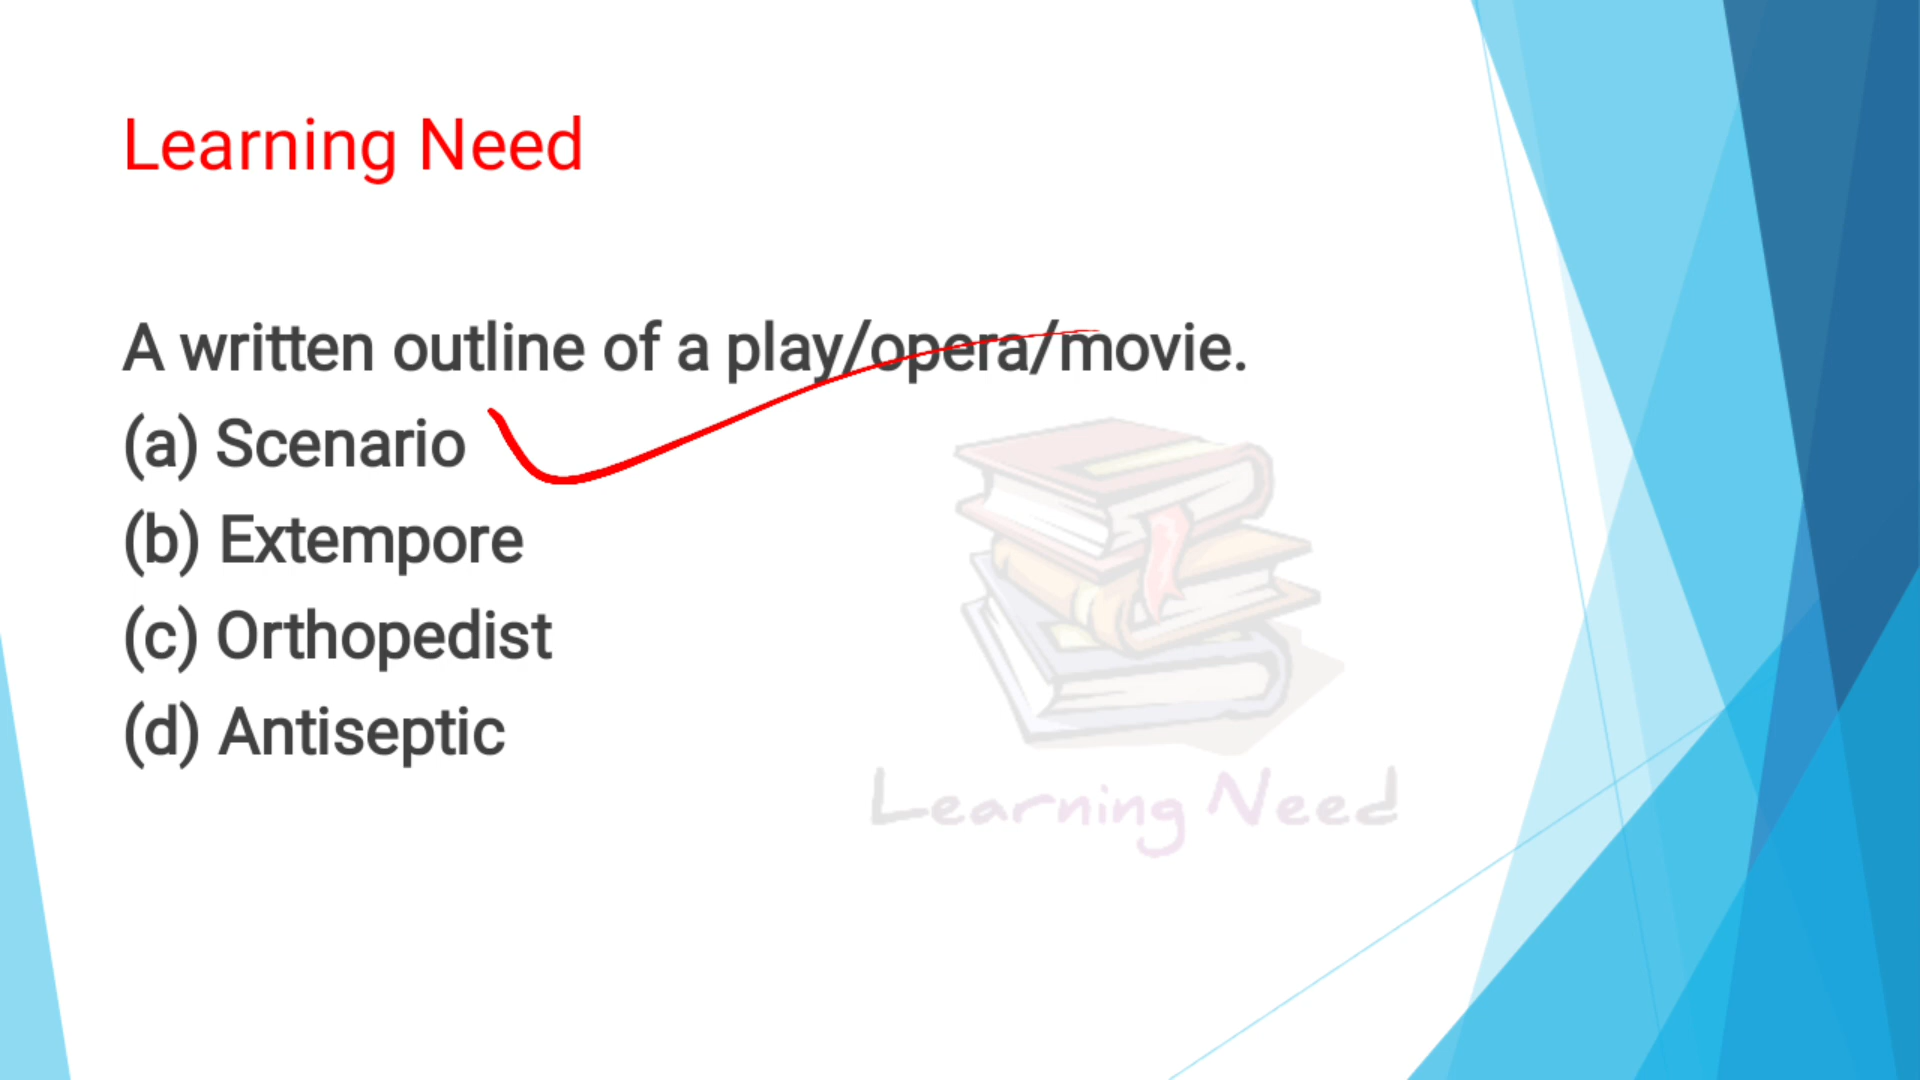 Learning Need
A written outline of a play/opera/movie.
(a) Scenario
(b) Extempore
(c) Orthopedist
(d) Antiseptic
Learning Need